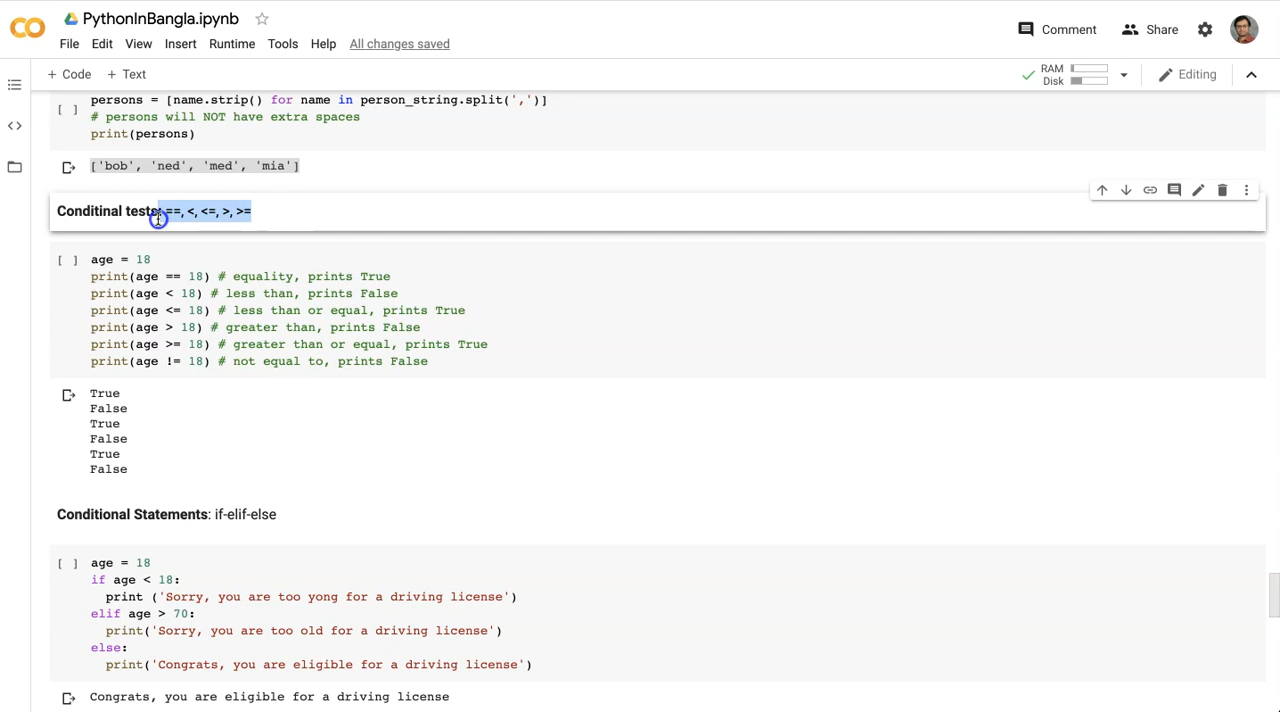 CO PythonInBangla.ipynb
Comment Share
File Edit View Insert Runtime Tools Help All changes saved
+ Code + Text
RAM
Disk
Editing
persons = [name.strip() for name in person_string.split(',')]
[ ]
# persons will NOT have extra spaces
print(persons)
['bob', 'ned', 'med', 'mia']
Conditinal tests: ==, <, <=, >, >=
[ ] age = 18
print(age == 18) # equality, prints True
print(age < 18) # less than, prints False
print(age <= 18) # less than or equal, prints True
print(age > 18) # greater than, prints False
print(age >= 18) # greater than or equal, prints True
print(age != 18) # not equal to, prints False
True
False
True
False
True
False
Conditional Statements: if-elif-else
[ ] age = 18
if age < 18:
print ('Sorry, you are too yong for a driving license')
elif age > 70:
print('Sorry, you are too old for a driving license')
else:
print('Congrats, you are eligible for a driving license')
Congrats, you are eligible for a driving license